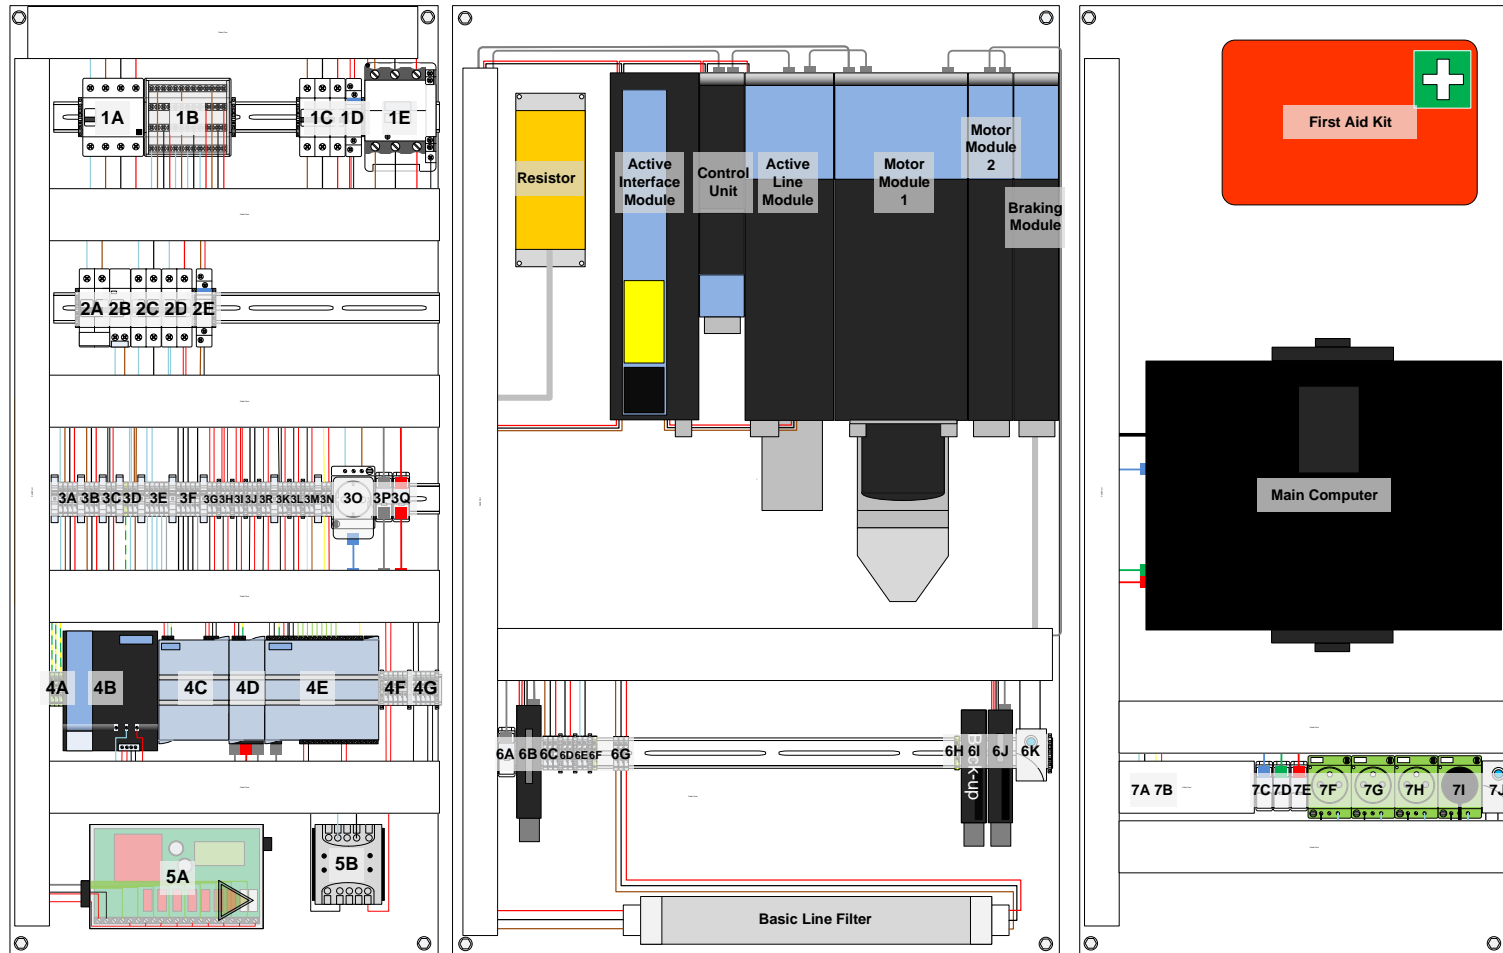 1A
1B
1C
1D
1E
2A
2B
2C
2D
2E
3A
3B
3C
3D
3E
3F
3G
3H
3I
3J
3R
3K
3L
3M
3N
3O
3P
3Q
4A
4B
4C
4D
4E
4F
4G
5A
5B
Resistor
Active
Interface
Module
Control
Unit
Active
Line
Module
Motor
Module
1
Motor
Module
2
Braking
Module
6A
6B
6C
6D
6E
6F
6G
6H
6I
Back-up
6J
6K
Basic Line Filter
First Aid Kit
Main Computer
7A
7B
7C
7D
7E
7F
7G
7H
7I
7J